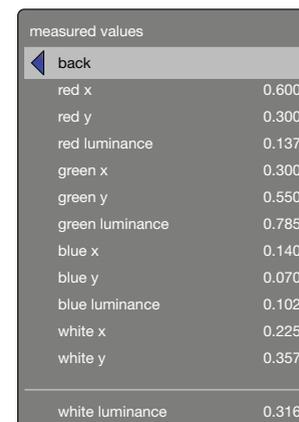 measured values
back
red x 0.600
red y 0.300
red luminance 0.137
green x 0.300
green y 0.550
green luminance 0.785
blue x 0.140
blue y 0.070
blue luminance 0.102
white x 0.225
white y 0.357
white luminance 0.316